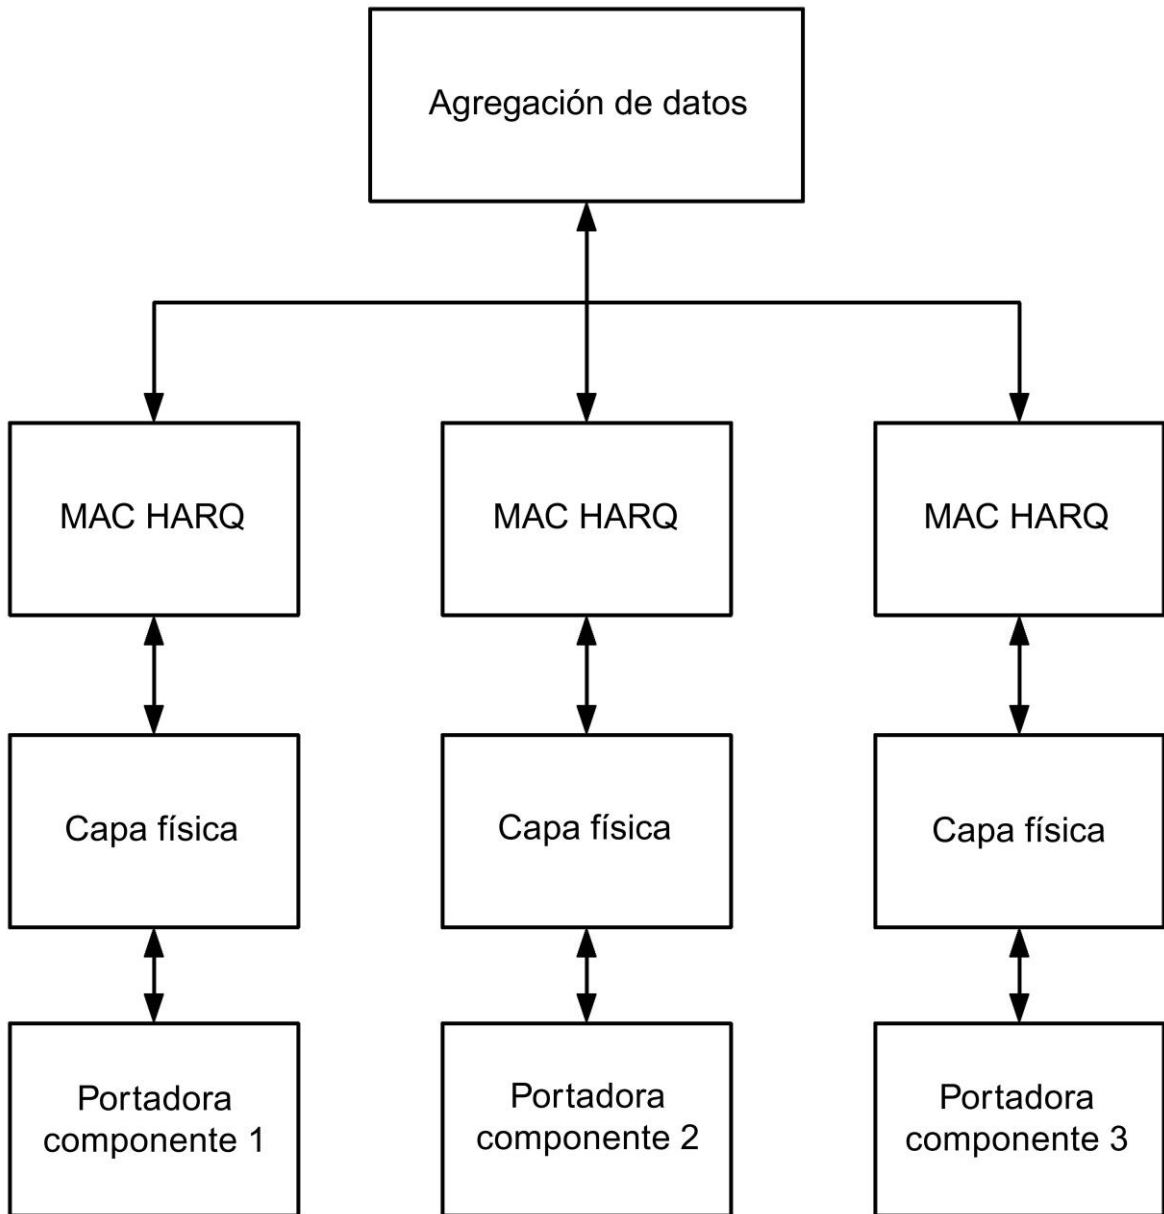 Agregación de datos
MAC HARQ
MAC HARQ
MAC HARQ
Capa física
Capa física
Capa física
Portadora
componente 1
Portadora
componente 2
Portadora
componente 3